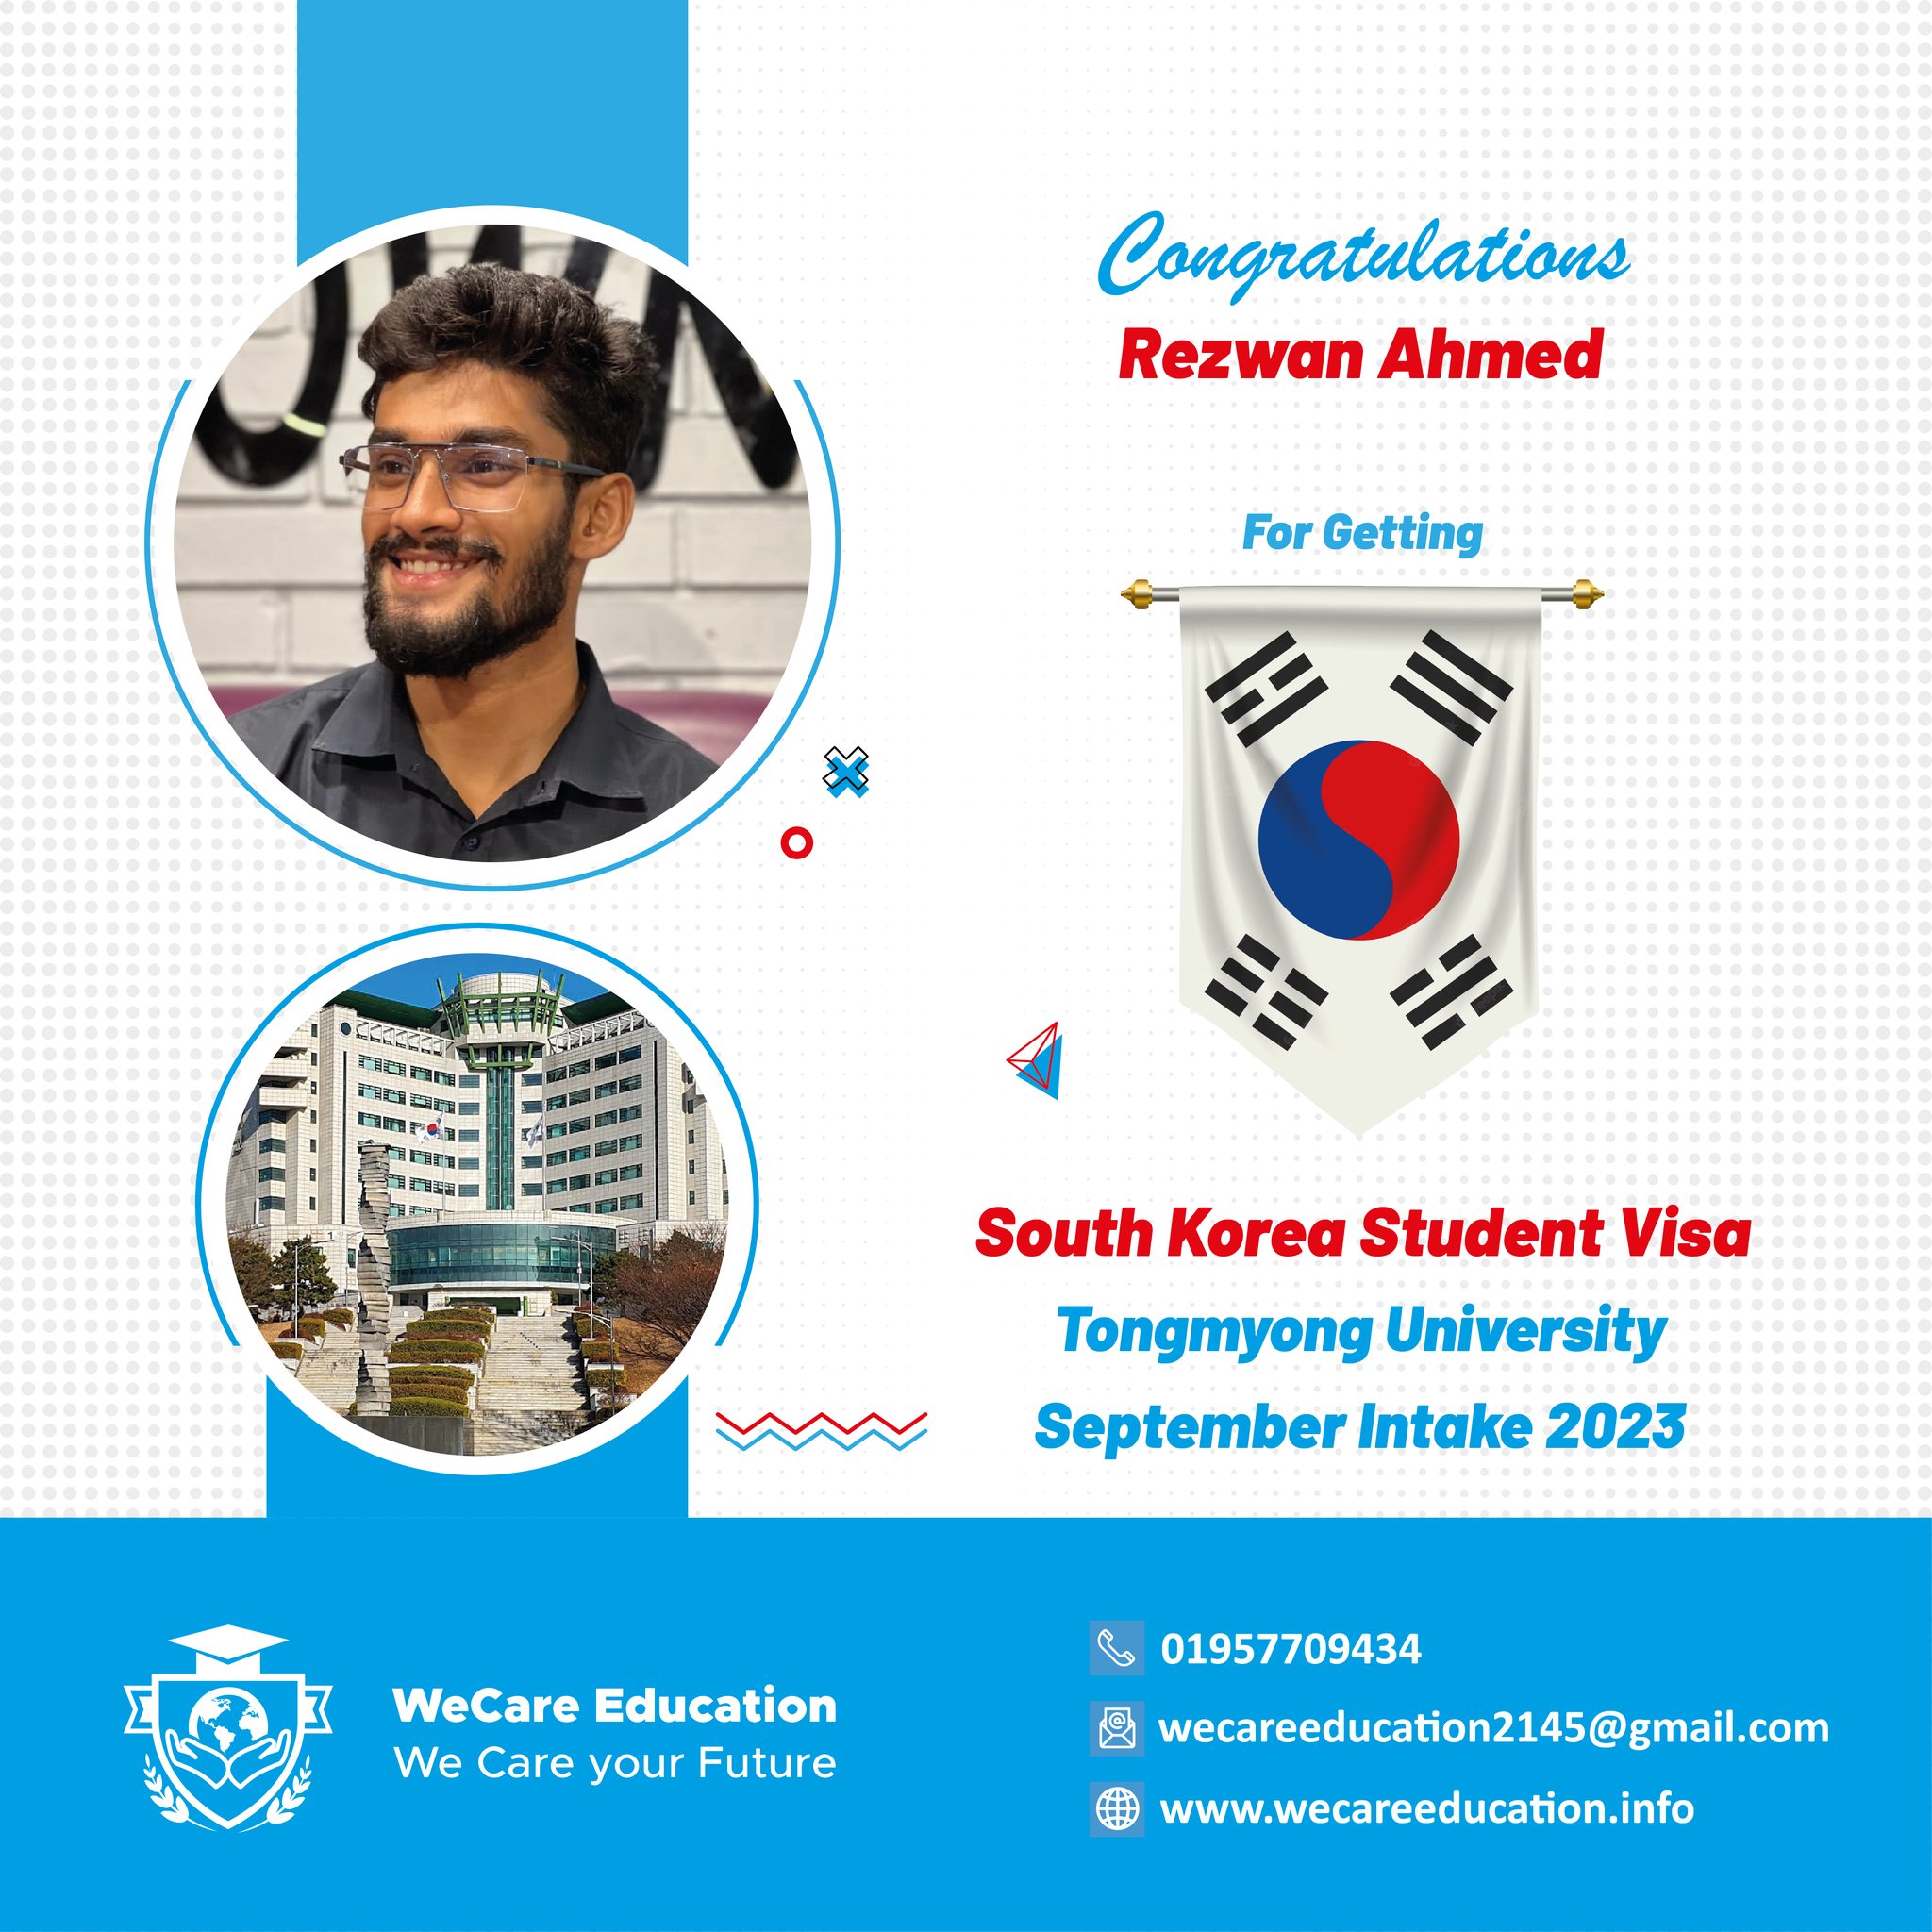 Congratulations
Rezwan Ahmed
For Getting
South Korea Student Visa
Tongmyong University
September Intake 2023
WeCare Education
We Care your Future
01957709434
wecareeducation2145@gmail.com
www.wecareeducation.info